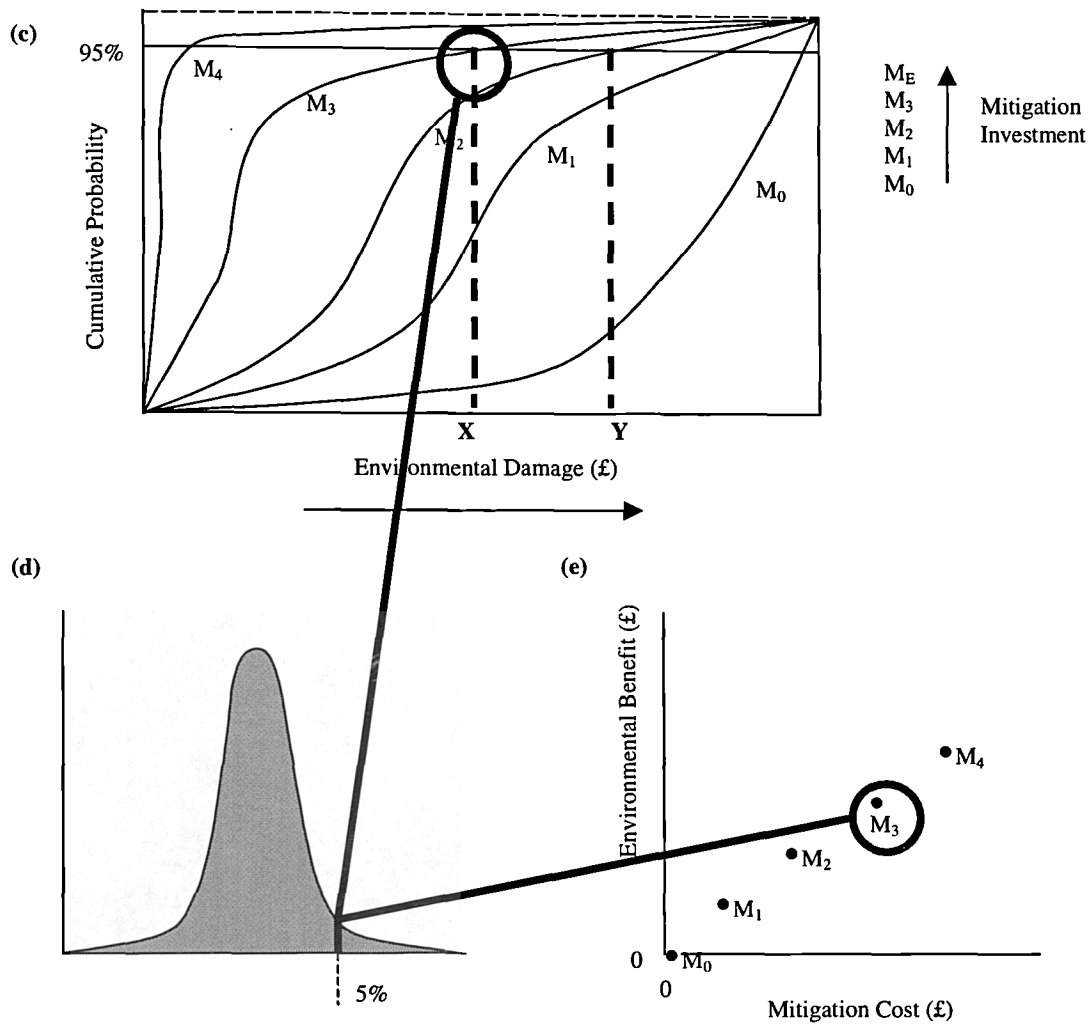 (c)
95%
Cumulative Probability
M4
M3
M2
M1
M0
ME
M3
M2
M1
M0
Mitigation
Investment
X
Y
Environmental Damage (£)
(d)
5%
(e)
Environmental Benefit (£)
M4
M3
M2
M1
M0
0
0
Mitigation Cost (£)